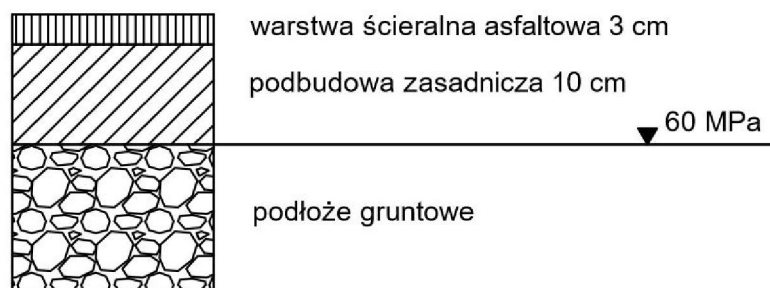 warstwa ścieralna asfaltowa 3 cm
podbudowa zasadnicza 10 cm
60 MPa
podłoże gruntowe